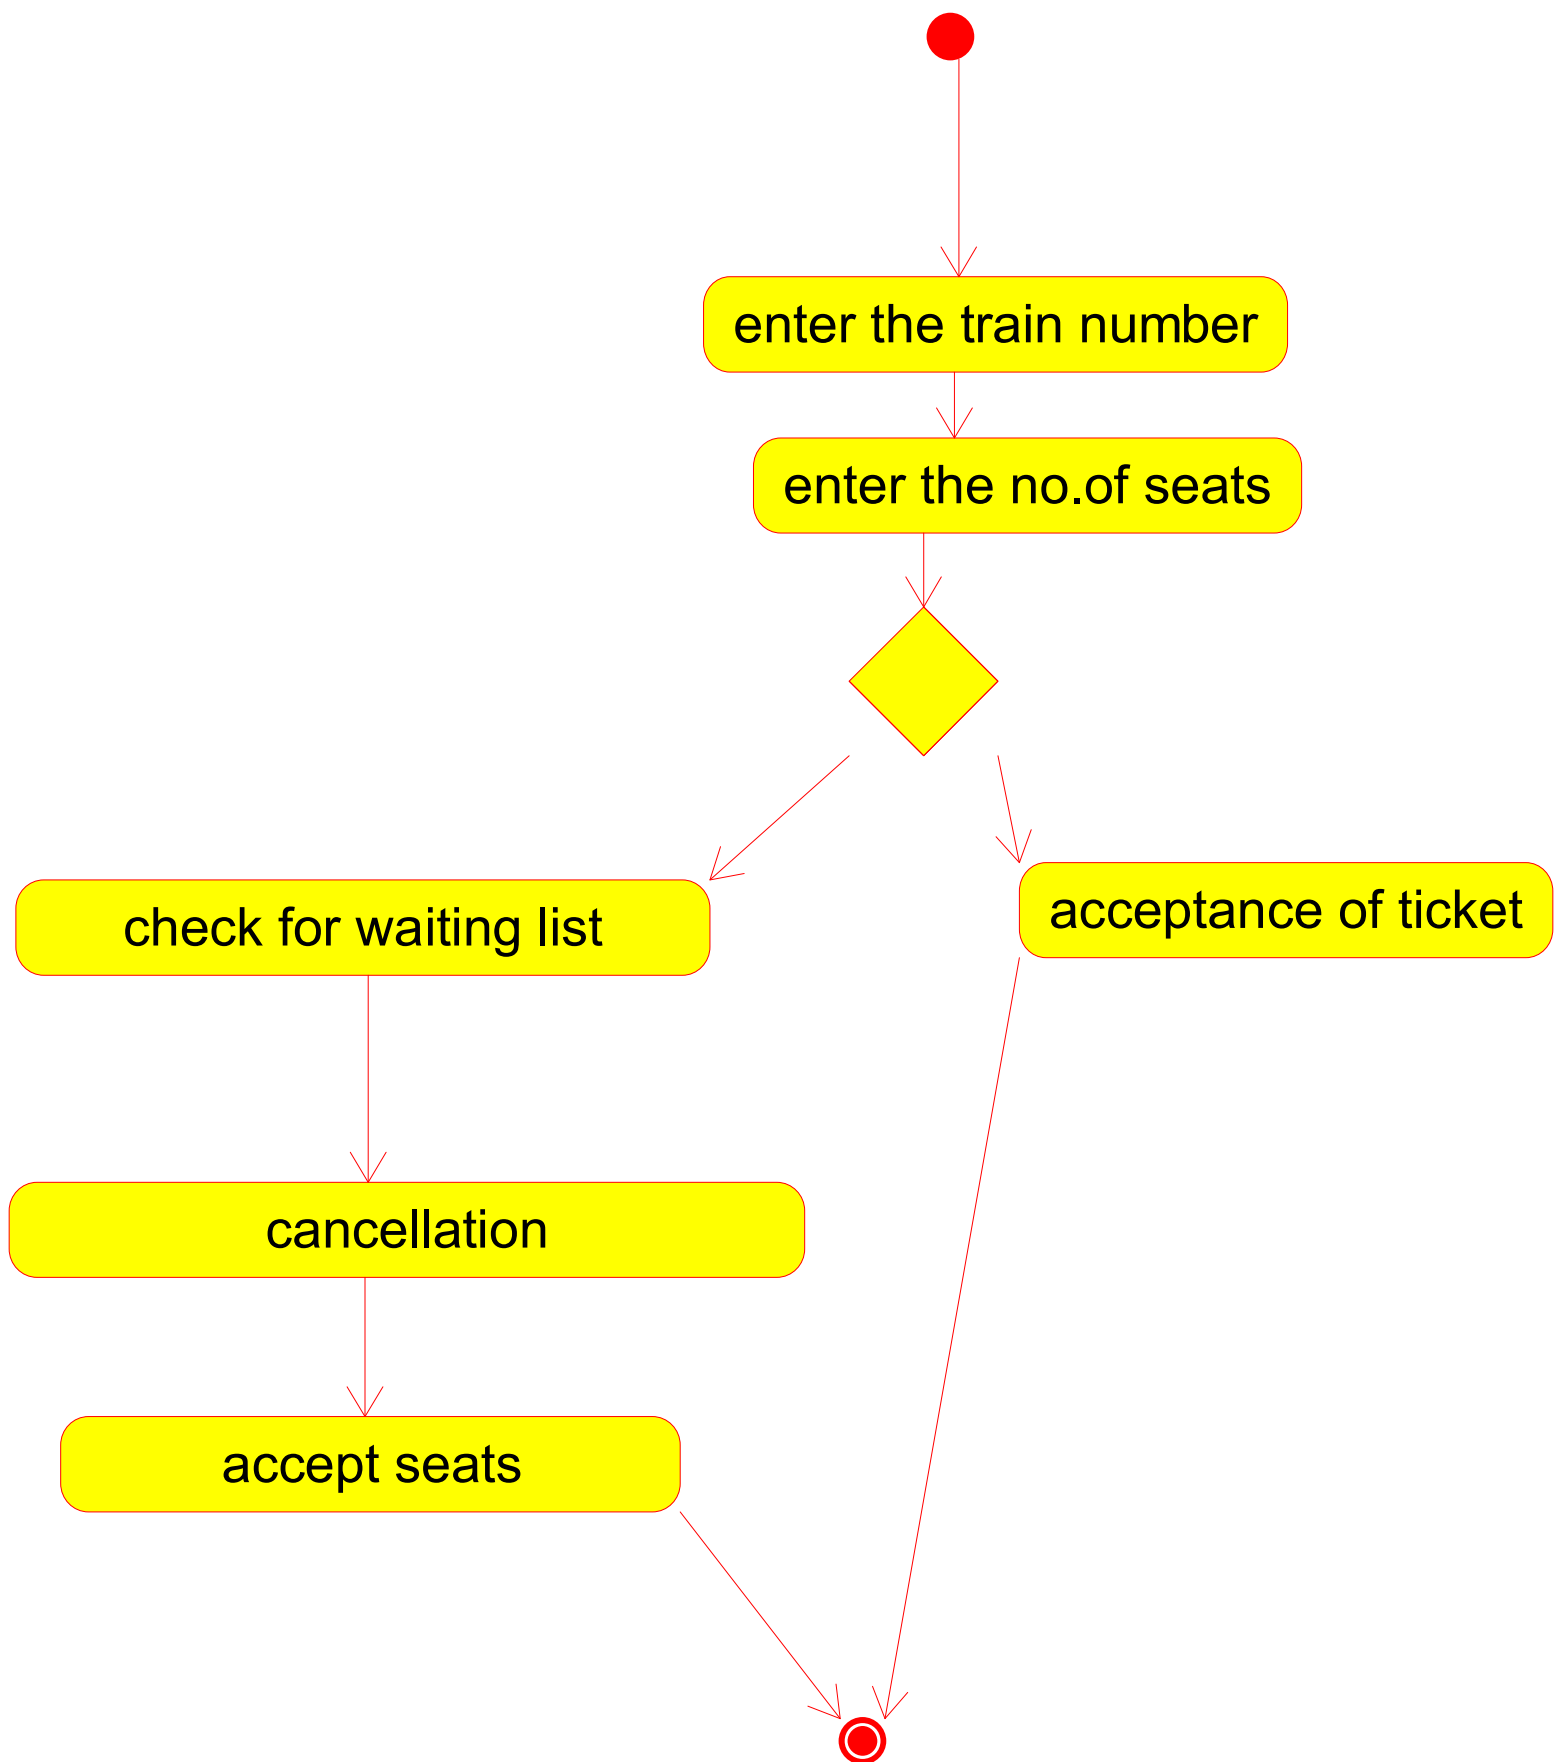 enter the train number
enter the no.of seats
check for waiting list
acceptance of ticket
cancellation
accept seats